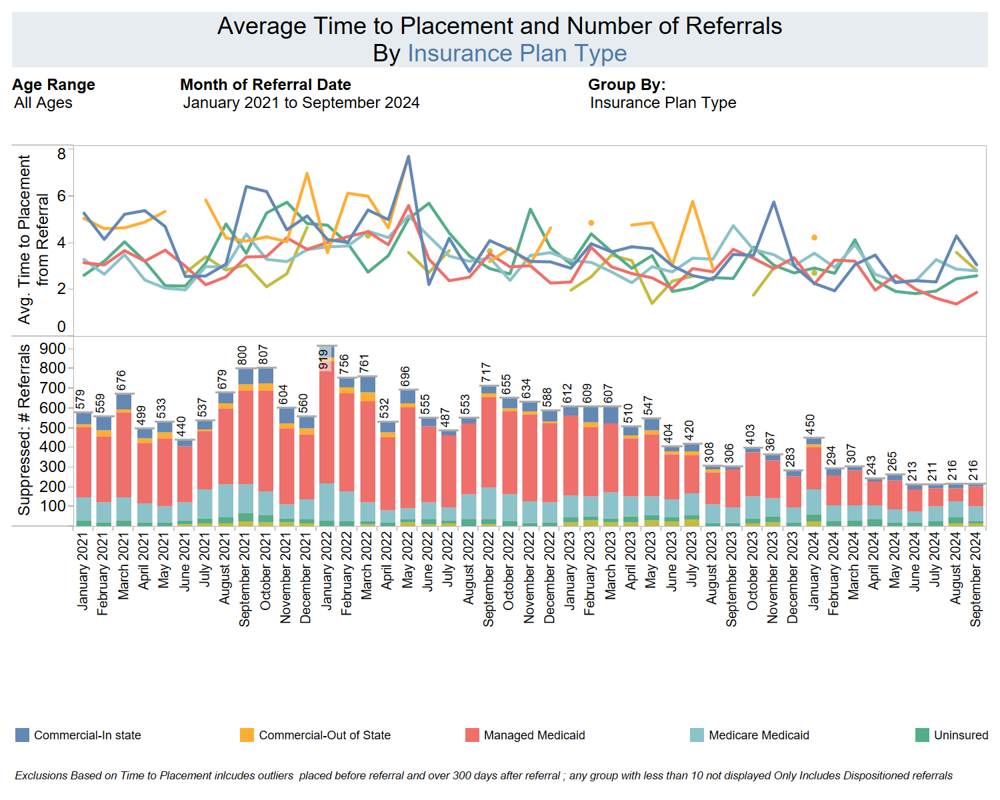 Average Time to Placement and Number of Referrals
By Insurance Plan Type
Age Range
All Ages
Month of Referral Date
January 2021 to September 2024
Group By:
Insurance Plan Type
Avg. Time to Placement
from Referral
8
6
4
2
0
Suppressed: # Referrals
900
800
700
600
500
400
300
200
100
579
559
676
499
533
440
537
679
800
807
604
560
919
756
761
532
696
555
487
553
717
655
634
588
612
609
607
510
547
404
420
308
306
403
367
283
450
294
307
243
265
213
211
216
216
January 2021
February 2021
March 2021
April 2021
May 2021
June 2021
July 2021
August 2021
September 2021
October 2021
November 2021
December 2021
January 2022
February 2022
March 2022
April 2022
May 2022
June 2022
July 2022
August 2022
September 2022
October 2022
November 2022
December 2022
January 2023
February 2023
March 2023
April 2023
May 2023
June 2023
July 2023
August 2023
September 2023
October 2023
November 2023
December 2023
January 2024
February 2024
March 2024
April 2024
May 2024
June 2024
July 2024
August 2024
September 2024
Commercial-In state
Commercial-Out of State
Managed Medicaid
Medicare Medicaid
Uninsured
Exclusions Based on Time to Placement inlcudes outliers  placed before referral and over 300 days after referral ; any group with less than 10 not displayed Only Includes Dispositioned referrals